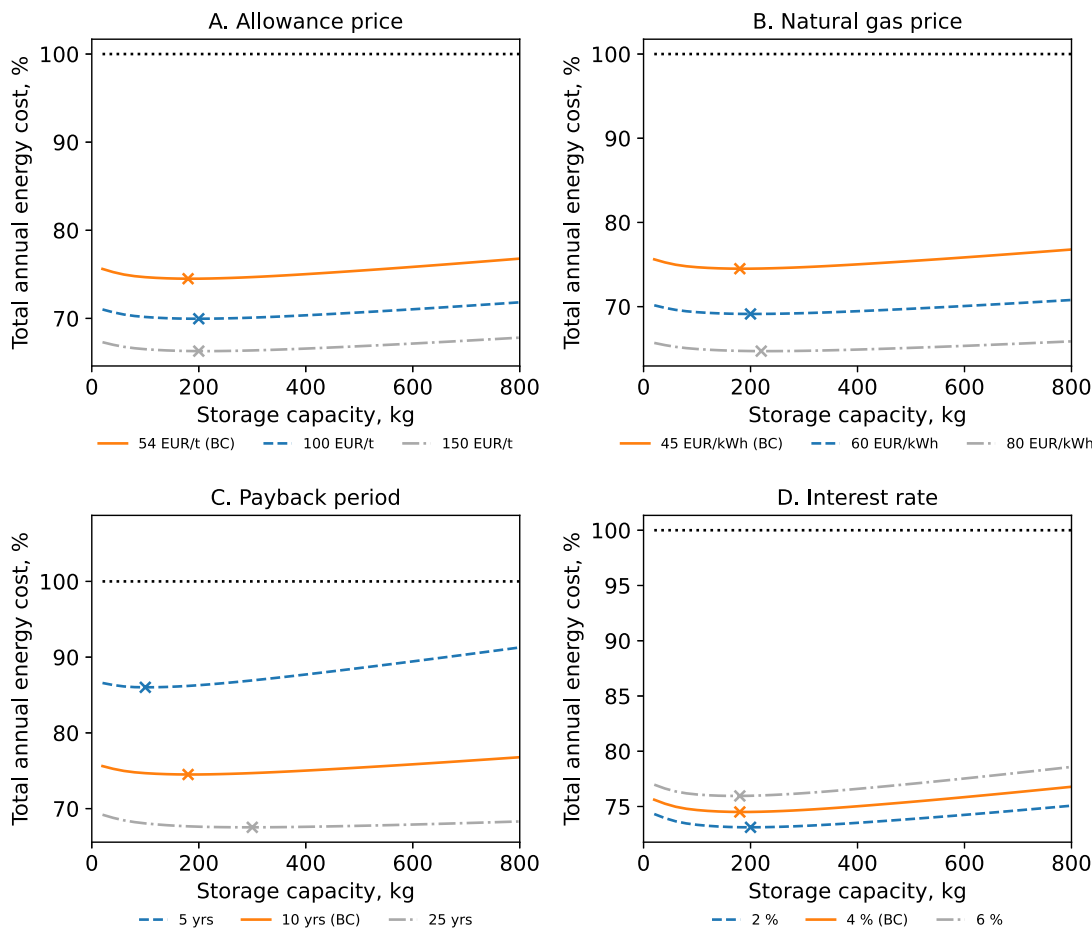 A. Allowance price
Total annual energy cost, %
100
90
80
70
0 200 400 600 800
Storage capacity, kg
54 EUR/t (BC) 100 EUR/t 150 EUR/t
B. Natural gas price
Total annual energy cost, %
100
90
80
70
0 200 400 600 800
Storage capacity, kg
45 EUR/kWh (BC) 60 EUR/kWh 80 EUR/kWh
C. Payback period
Total annual energy cost, %
100
90
80
70
0 200 400 600 800
Storage capacity, kg
5 yrs 10 yrs (BC) 25 yrs
D. Interest rate
Total annual energy cost, %
100
95
90
85
80
75
0 200 400 600 800
Storage capacity, kg
2 % 4 % (BC) 6 %